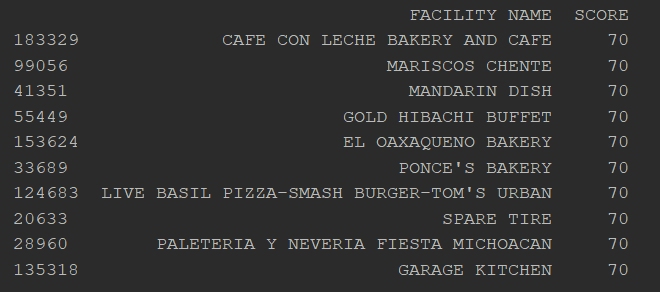 FACILITY NAME SCORE
183329 CAFE CON LECHE BAKERY AND CAFE 70
99056 MARISCOS CHENTE 70
41351 MANDARIN DISH 70
55449 GOLD HIBACHI BUFFET 70
153624 EL OAXAQUENO BAKERY 70
33689 PONCE'S BAKERY 70
124683 LIVE BASIL PIZZA-SMASH BURGER-TOM'S URBAN 70
20633 SPARE TIRE 70
28960 PALETERIA Y NEVERIA FIESTA MICHOACAN 70
135318 GARAGE KITCHEN 70